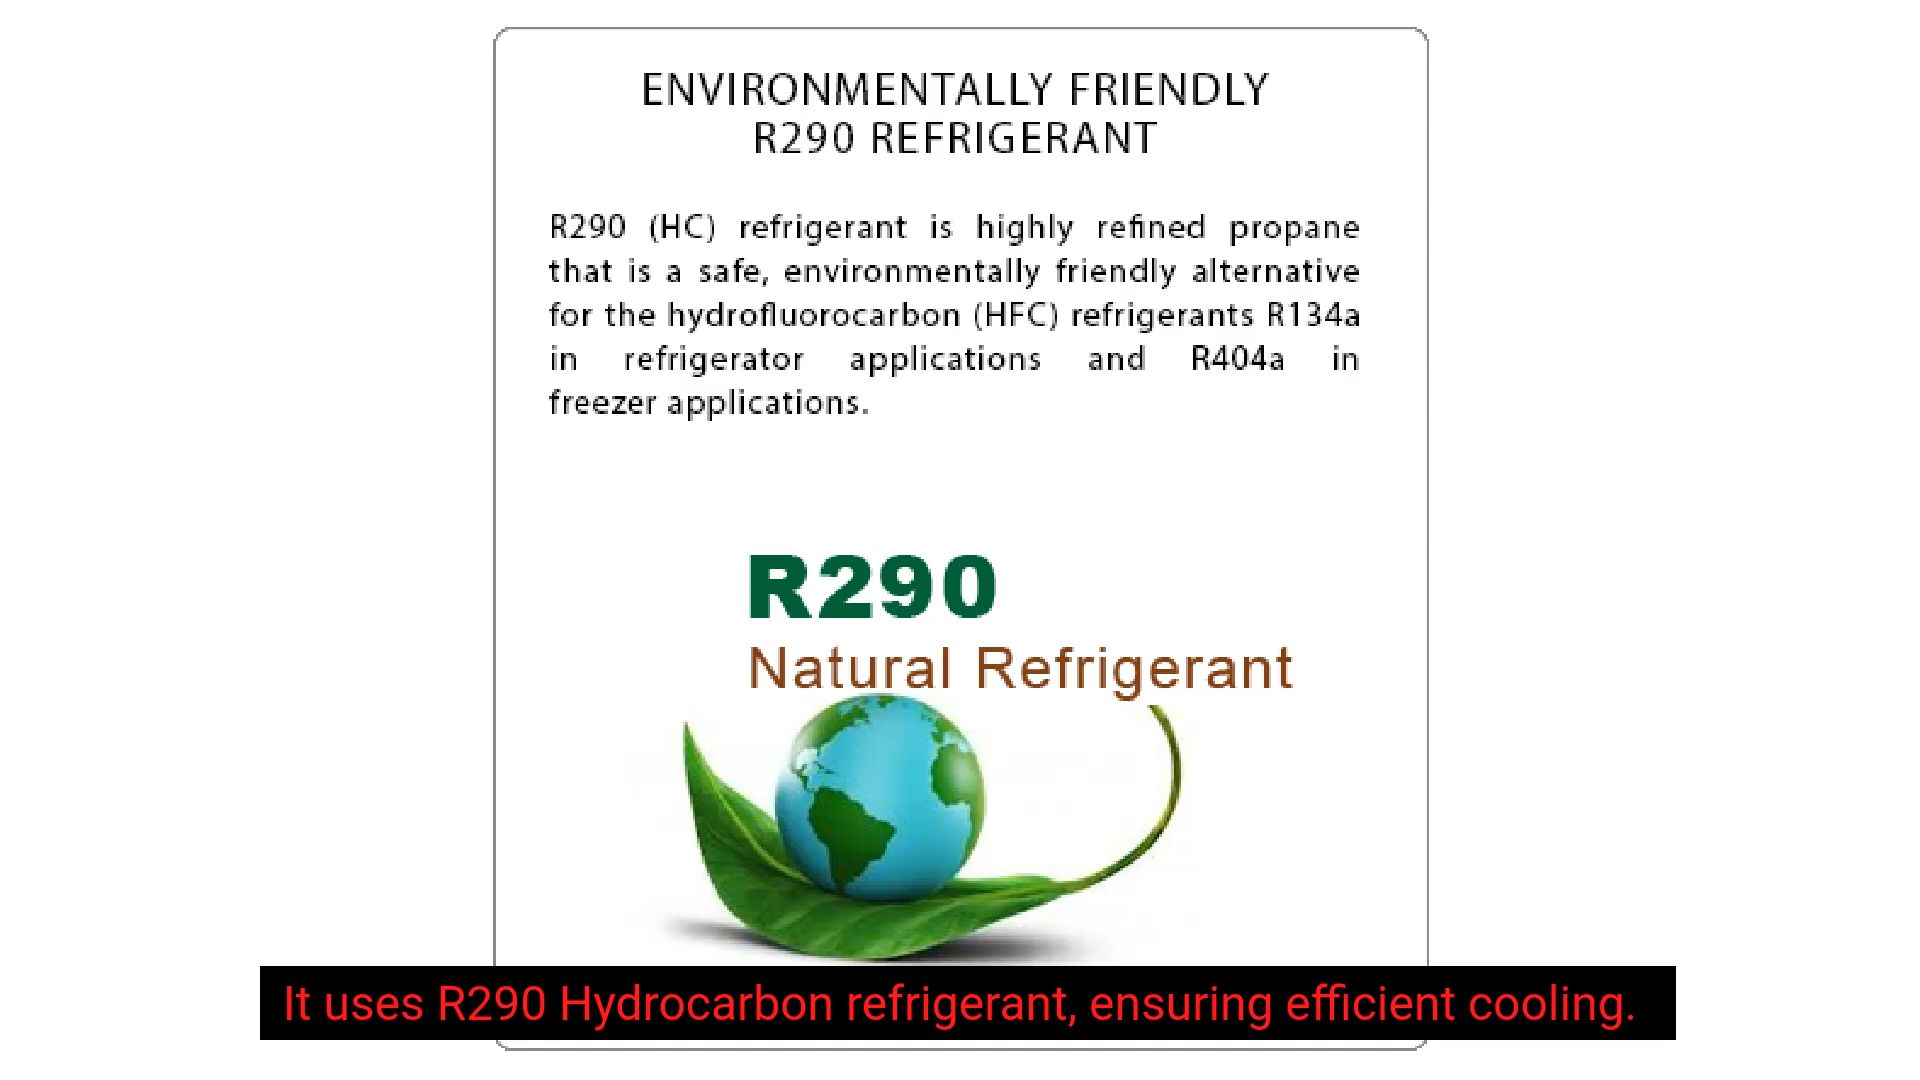 ENVIRONMENTALLY FRIENDLY
R290 REFRIGERANT
R290 (HC) refrigerant is highly refined propane
that is a safe, environmentally friendly alternative
for the hydrofluorocarbon (HFC) refrigerants R134a
in refrigerator applications and R404a in
freezer applications.
R290
Natural Refrigerant
It uses R290 Hydrocarbon refrigerant, ensuring efficient cooling.